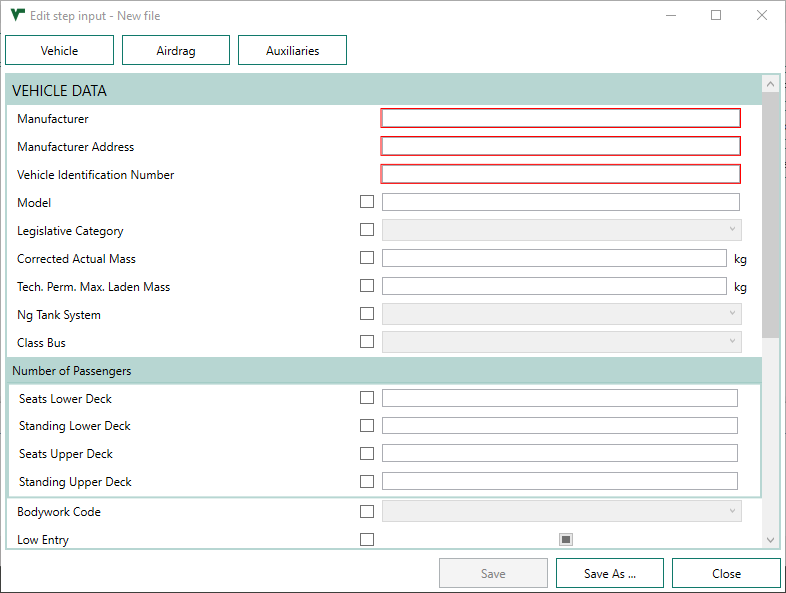 Edit step input - New file
Vehicle Airdrag Auxiliaries
VEHICLE DATA
Manufacturer
Manufacturer Address
Vehicle Identification Number
Model
Legislative Category
Corrected Actual Mass kg
Tech. Perm. Max. Laden Mass kg
Ng Tank System
Class Bus
Number of Passengers
Seats Lower Deck
Standing Lower Deck
Seats Upper Deck
Standing Upper Deck
Bodywork Code
Low Entry
Save Save As ... Close